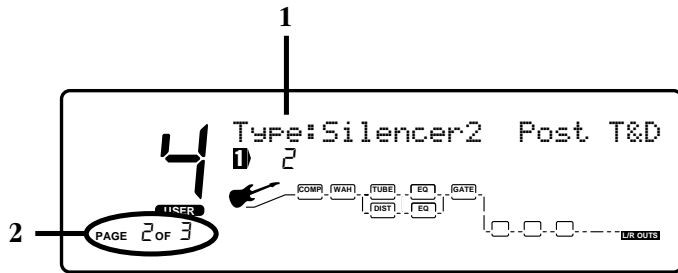 1
4 Type:Silencer2 Post T&D
1 2
USER
COMP WAH TUBE EQ GATE
DIST EQ
2 PAGE 2 OF 3
L/R OUTS